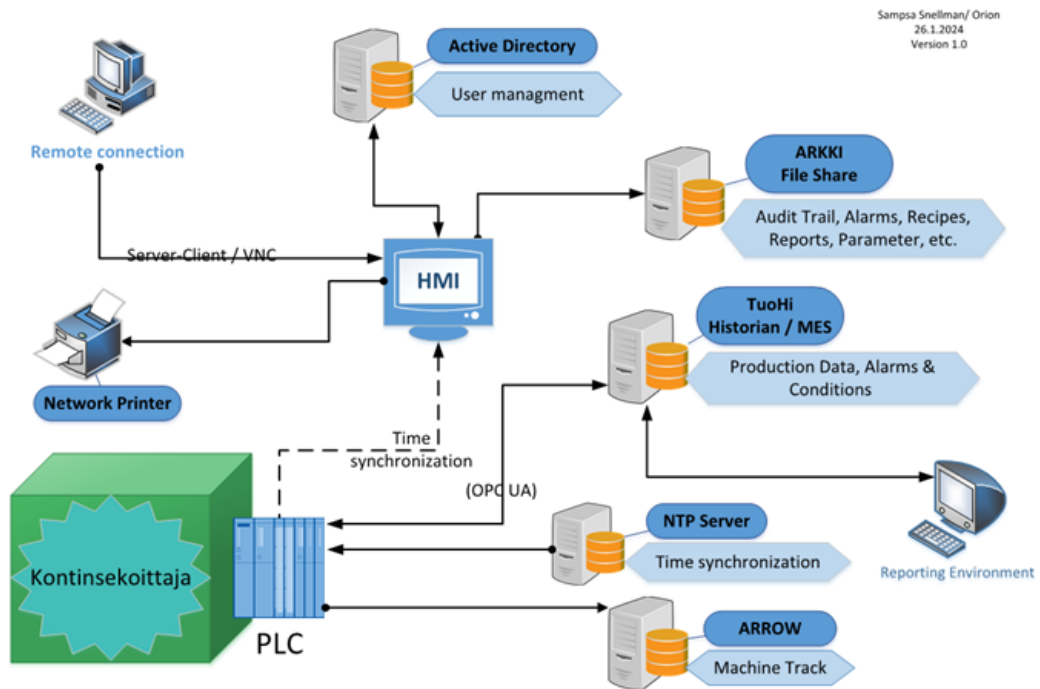 Sampsa Snellman/ Orion
26.1.2024
Version 1.0
Active Directory
User managment
Remote connection
ARKKI
File Share
Audit Trail, Alarms, Recipes,
Reports, Parameter, etc.
Server-Client / VNC
HMI
TuoHi
Historian / MES
Production Data, Alarms &
Conditions
Network Printer
Time
synchronization
(OPC UA)
NTP Server
Time synchronization
Reporting Environment
Kontinsekoittaja
PLC
ARROW
Machine Track